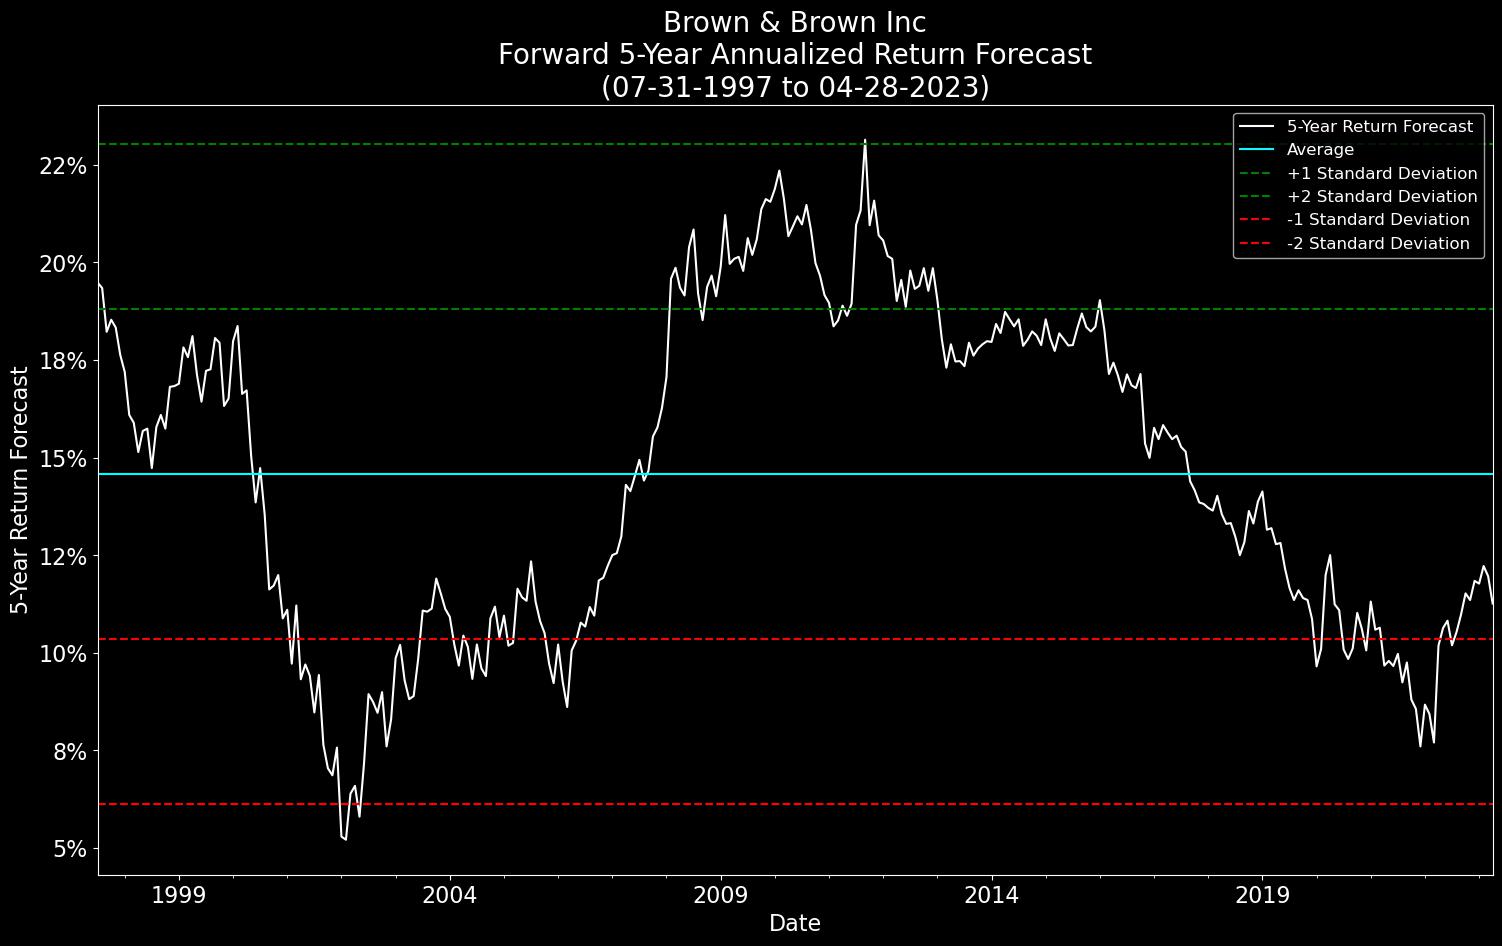 Brown & Brown Inc
Forward 5-Year Annualized Return Forecast
(07-31-1997 to 04-28-2023)
5-Year Return Forecast
Average
+1 Standard Deviation
+2 Standard Deviation
-1 Standard Deviation
-2 Standard Deviation
5-Year Return Forecast
22%
20%
18%
15%
12%
10%
8%
5%
1999 2004 2009 2014 2019
Date